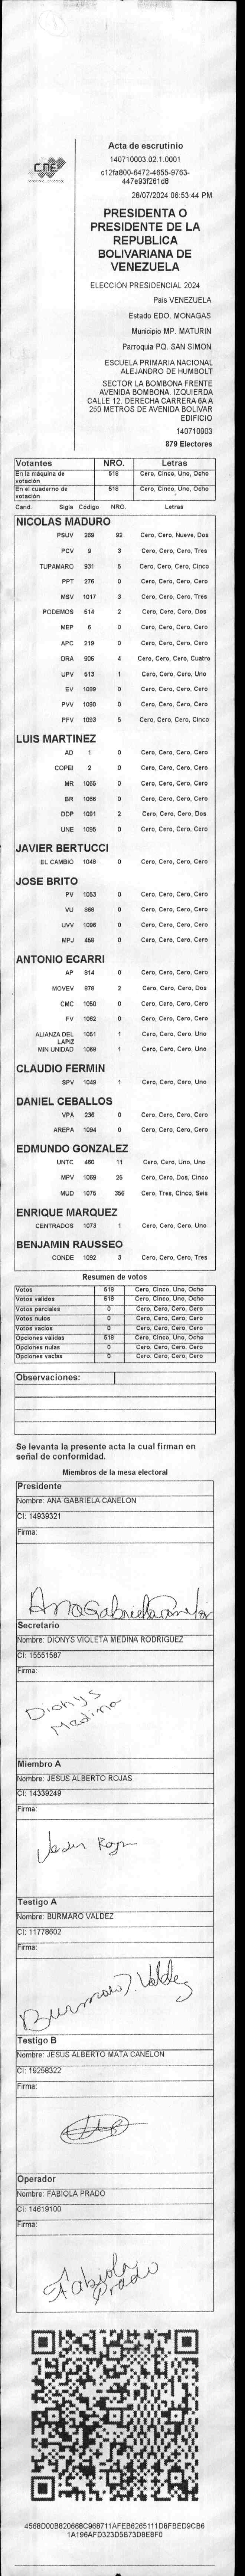 CNE
Acta de escrutinio
140710003.02.1.0001
c12fa800-6472-4655-9763-
447e93f261d8
28/07/2024 06:53:44 PM
PRESIDENTA O
PRESIDENTE DE LA
REPUBLICA
BOLIVARIANA DE
VENEZUELA
ELECCIÓN PRESIDENCIAL 2024
País VENEZUELA
Estado EDO. MONAGAS
Municipio MP. MATURIN
Parroquia PQ. SAN SIMON
ESCUELA PRIMARIA NACIONAL
ALEJANDRO DE HUMBOLT
SECTOR LA BOMBONA FRENTE
AVENIDA BOMBONA. IZQUIERDA
CALLE 12. DERECHA CARRERA 6A A
250 METROS DE AVENIDA BOLIVAR
EDIFICIO
140710003
879 Electores
Votantes NRO. Letras
En la máquina de votación 518 Cero, Cinco, Uno, Ocho
En el cuaderno de votación 518 Cero, Cinco, Uno, Ocho
Cand. Sigla Código NRO. Letras
NICOLAS MADURO
PSUV 269 92 Cero, Cero, Nueve, Dos
PCV 9 3 Cero, Cero, Cero, Tres
TUPAMARO 931 5 Cero, Cero, Cero, Cinco
PPT 276 0 Cero, Cero, Cero, Cero
MSV 1017 3 Cero, Cero, Cero, Tres
PODEMOS 514 2 Cero, Cero, Cero, Dos
MEP 6 0 Cero, Cero, Cero, Cero
APC 219 0 Cero, Cero, Cero, Cero
ORA 905 4 Cero, Cero, Cero, Cuatro
UPV 513 1 Cero, Cero, Cero, Uno
EV 1089 0 Cero, Cero, Cero, Cero
PVV 1090 0 Cero, Cero, Cero, Cero
PFV 1093 5 Cero, Cero, Cero, Cinco
LUIS MARTINEZ
AD 1 0 Cero, Cero, Cero, Cero
COPEI 2 0 Cero, Cero, Cero, Cero
MR 1065 0 Cero, Cero, Cero, Cero
BR 1066 0 Cero, Cero, Cero, Cero
DDP 1091 2 Cero, Cero, Cero, Dos
UNE 1095 0 Cero, Cero, Cero, Cero
JAVIER BERTUCCI
EL CAMBIO 1048 0 Cero, Cero, Cero, Cero
JOSE BRITO
PV 1053 0 Cero, Cero, Cero, Cero
VU 868 0 Cero, Cero, Cero, Cero
UVV 1096 0 Cero, Cero, Cero, Cero
MPJ 458 0 Cero, Cero, Cero, Cero
ANTONIO ECARRI
AP 814 0 Cero, Cero, Cero, Cero
MOVEV 878 2 Cero, Cero, Cero, Dos
CMC 1050 0 Cero, Cero, Cero, Cero
FV 1062 0 Cero, Cero, Cero, Cero
ALIANZA DEL LAPIZ 1051 1 Cero, Cero, Cero, Uno
MIN UNIDAD 1068 1 Cero, Cero, Cero, Uno
CLAUDIO FERMIN
SPV 1049 1 Cero, Cero, Cero, Uno
DANIEL CEBALLOS
VPA 236 0 Cero, Cero, Cero, Cero
AREPA 1094 0 Cero, Cero, Cero, Cero
EDMUNDO GONZALEZ
UNTC 460 11 Cero, Cero, Uno, Uno
MPV 1069 25 Cero, Cero, Dos, Cinco
MUD 1075 356 Cero, Tres, Cinco, Seis
ENRIQUE MARQUEZ
CENTRADOS 1073 1 Cero, Cero, Cero, Uno
BENJAMIN RAUSSEO
CONDE 1092 3 Cero, Cero, Cero, Tres
Resumen de votos
Votos 518 Cero, Cinco, Uno, Ocho
Votos validos 518 Cero, Cinco, Uno, Ocho
Votos parciales 0 Cero, Cero, Cero, Cero
Votos nulos 0 Cero, Cero, Cero, Cero
Votos vacios 0 Cero, Cero, Cero, Cero
Opciones validas 518 Cero, Cinco, Uno, Ocho
Opciones nulas 0 Cero, Cero, Cero, Cero
Opciones vacias 0 Cero, Cero, Cero, Cero
Observaciones:
Se levanta la presente acta la cual firman en
señal de conformidad.
Miembros de la mesa electoral
Presidente
Nombre: ANA GABRIELA CANELON
CI: 14939321
Firma:
Ana Gabriela Canelón
Secretario
Nombre: DIONYS VIOLETA MEDINA RODRIGUEZ
CI: 15551587
Firma:
Dionys
Medina
Miembro A
Nombre: JESUS ALBERTO ROJAS
CI: 14339249
Firma:
Testigo A
Nombre: BURMARO VALDEZ
CI: 11778602
Firma:
Burmaro J. Valdez
Testigo B
Nombre: JESUS ALBERTO MATA CANELON
CI: 19258322
Firma:
Operador
Nombre: FABIOLA PRADO
CI: 14619100
Firma:
Fabiola
Prado
4568D00B820668C968711AFEB6265111D8FBED9CB6
1A196AFD323D5B73D8E8F0